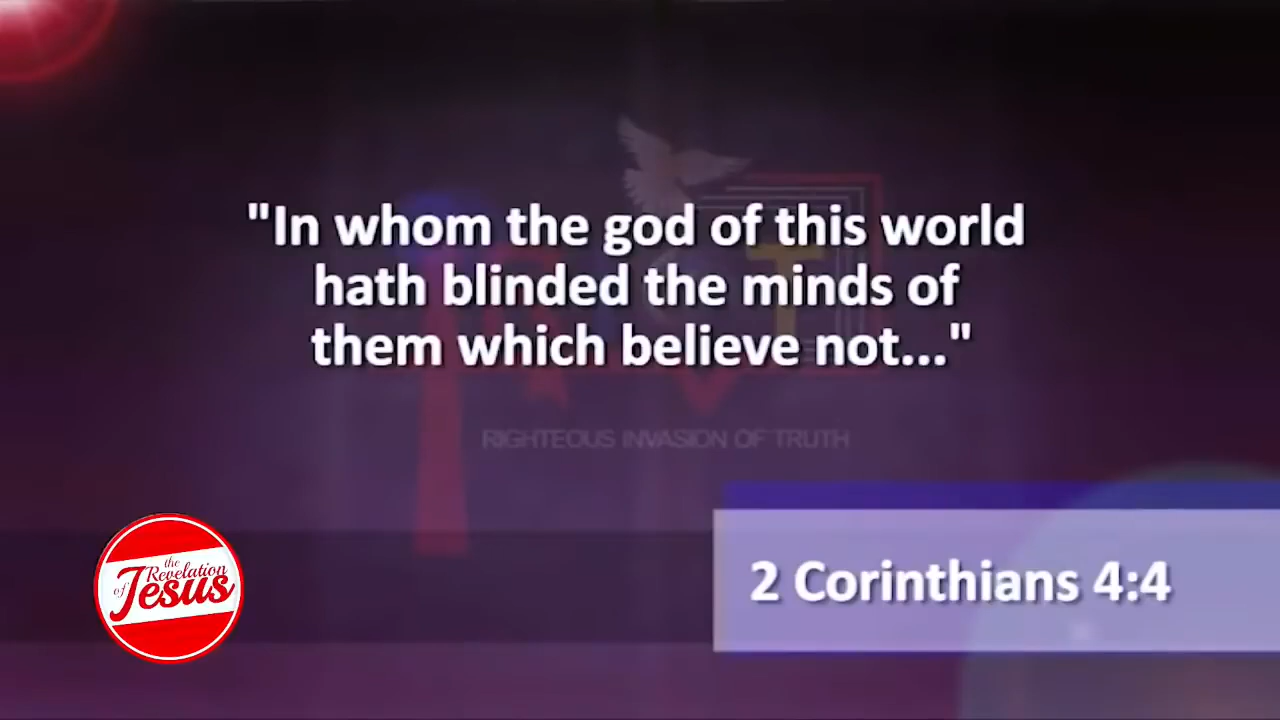 "In whom the god of this world
hath blinded the minds of
them which believe not..."
RIGHTEOUS INVASION OF TRUTH
2 Corinthians 4:4
the
Revelation
of Jesus